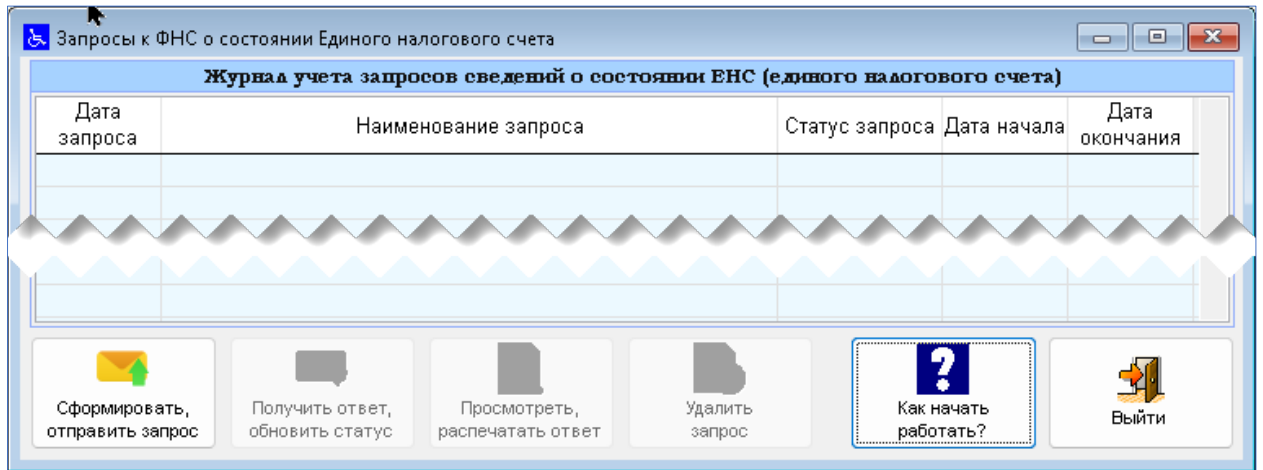 Запросы к ФНС о состоянии Единого налогового счета
Журнал учета запросов сведений о состоянии ЕНС (единого налогового счета)
Дата запроса Наименование запроса Статус запроса Дата начала Дата окончания
Сформировать, отправить запрос
Получить ответ, обновить статус
Просмотреть, распечатать ответ
Удалить запрос
Как начать работать?
Выйти